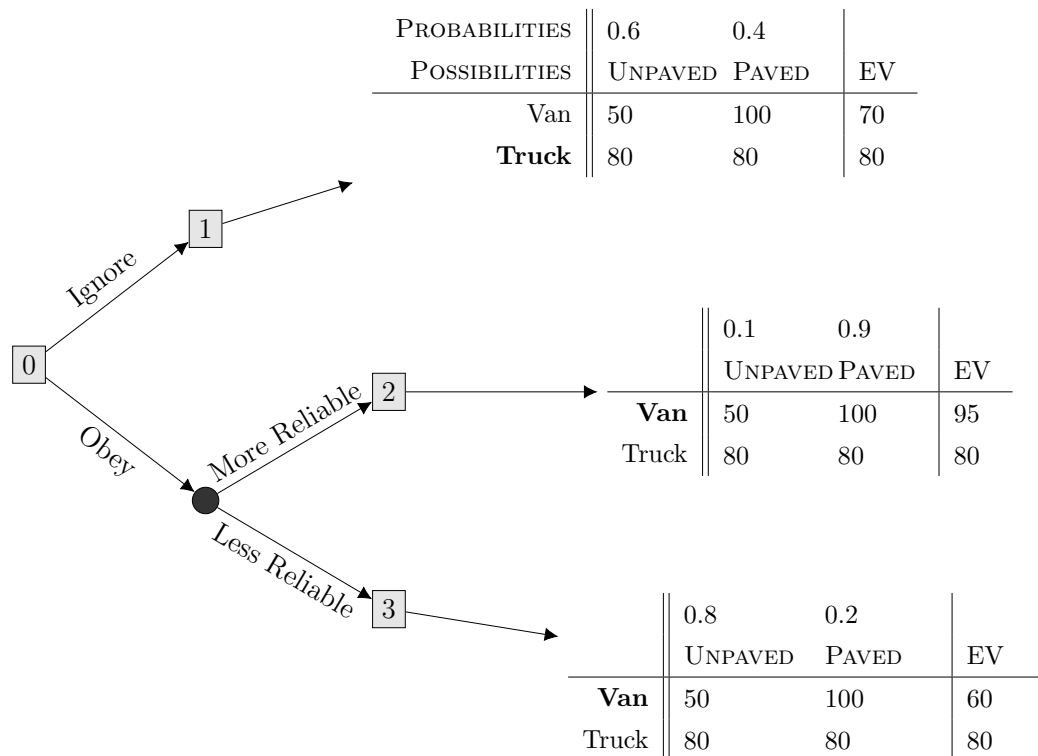 PROBABILITIES 0.6 0.4
POSSIBILITIES UNPAVED PAVED EV
Van 50 100 70
Truck 80 80 80
1
Ignore
0
Obey
0.1 0.9
UNPAVED PAVED EV
Van 50 100 95
Truck 80 80 80
2
More Reliable
Less Reliable
3
0.8 0.2
UNPAVED PAVED EV
Van 50 100 60
Truck 80 80 80